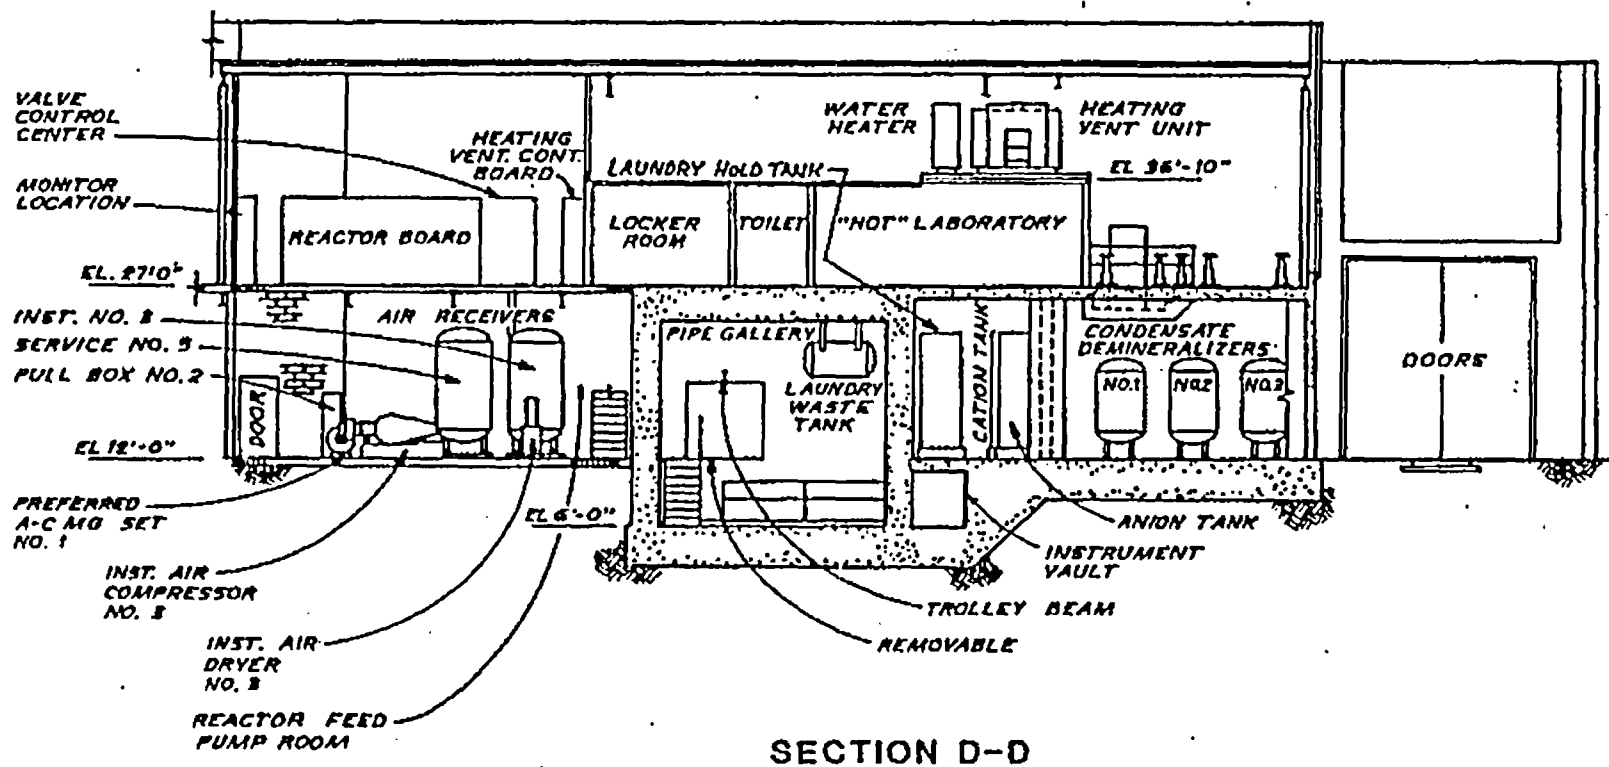 VALVE
CONTROL
CENTER
MONITOR
LOCATION
HEATING
VENT. CONT.
BOARD
REACTOR BOARD
EL. 27'0"
LAUNDRY HOLD TANK
LOCKER
ROOM
TOILET
"HOT" LABORATORY
WATER
HEATER
HEATING
VENT UNIT
EL 36'-10"
INST. NO.
SERVICE NO.
PULL BOX NO. 2
AIR RECEIVERS
DOOR
EL 12'-0"
PIPE GALLERY
LAUNDRY
WASTE
TANK
CATION TANK
CONDENSATE
DEMINERALIZERS
NO.1
NO.2
NO.3
DOORS
PREFERRED
A-C MG SET
NO. 1
EL 6'-0"
ANION TANK
INSTRUMENT
VAULT
INST. AIR
COMPRESSOR
NO.
TROLLEY BEAM
REMOVABLE
INST. AIR
DRYER
NO.
REACTOR FEED
PUMP ROOM
SECTION D-D